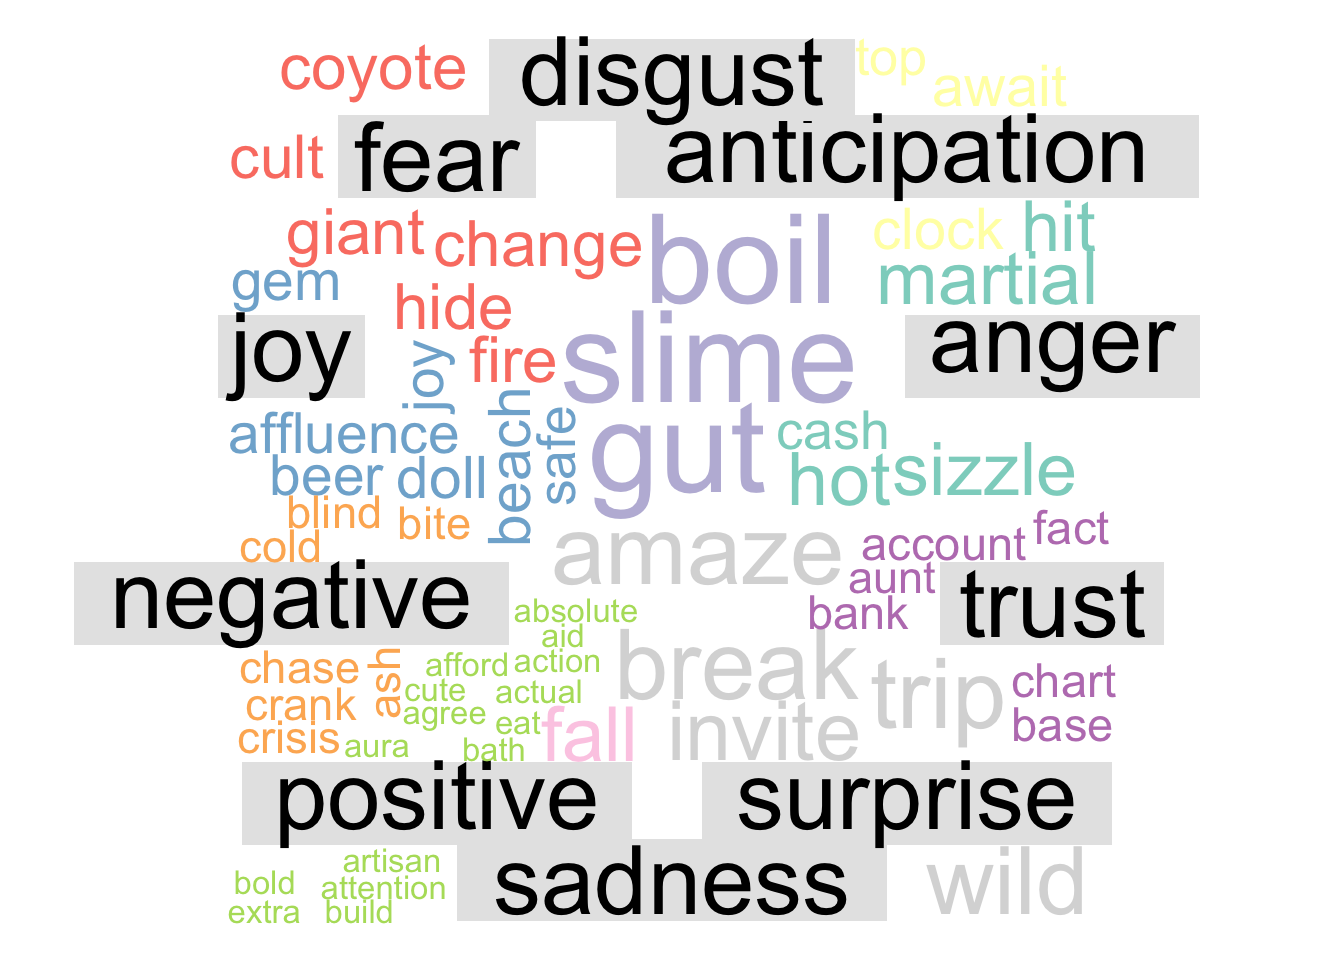 coyote disgust top await
cult fear anticipation
giant change boil clock hit
gem hide martial
joy joy fire slime anger
affluence beach safe gut cash
beer doll hot sizzle
blind bite fact
cold amaze account
aunt
negative absolute bank trust
aid
chase ash afford action break trip chart
crank cute actual
agree eat fall invite base
crisis aura bath
positive surprise
artisan sadness wild
bold attention
extra build